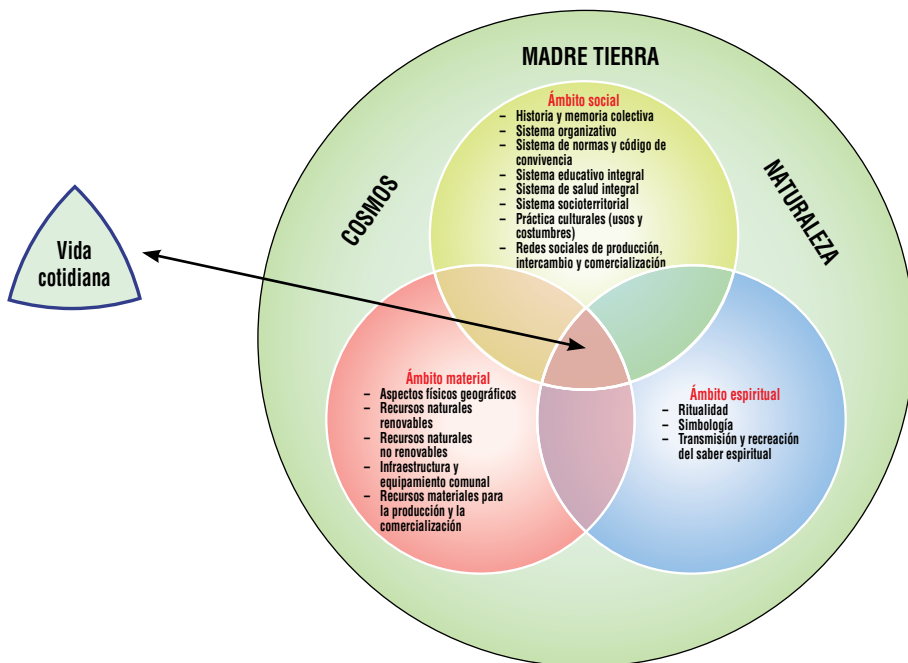 MADRE TIERRA
COSMOS
NATURALEZA
Ámbito social
– Historia y memoria colectiva
– Sistema organizativo
– Sistema de normas y código de
convivencia
– Sistema educativo integral
– Sistema de salud integral
– Sistema socioterritorial
– Práctica culturales (usos y
costumbres)
– Redes sociales de producción,
intercambio y comercialización
Vida
cotidiana
Ámbito material
– Aspectos físicos geográficos
– Recursos naturales
renovables
– Recursos naturales
no renovables
– Infraestructura y
equipamiento comunal
– Recursos materiales para
la producción y la
comercialización
Ámbito espiritual
– Ritualidad
– Simbología
– Transmisión y recreación
del saber espiritual